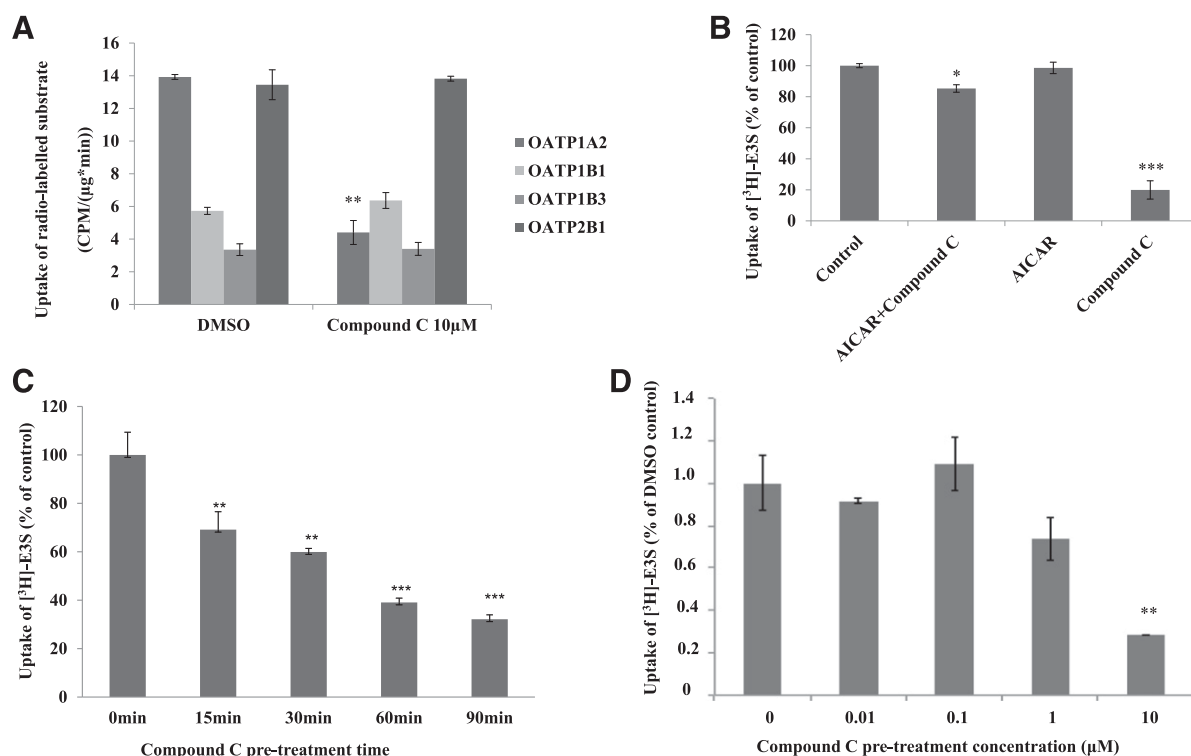 A
Uptake of radio-labelled substrate
(CPM/(µg*min))
16
14
12
10
8
6
4
2
0
**
DMSO
Compound C 10µM
OATP1A2
OATP1B1
OATP1B3
OATP2B1
B
Uptake of [³H]-E3S (% of control)
120
100
80
60
40
20
0
*
***
Control
AICAR+Compound C
AICAR
Compound C
C
Uptake of [³H]-E3S (% of control)
120
100
80
60
40
20
0
**
**
***
***
0min
15min
30min
60min
90min
Compound C pre-treatment time
D
Uptake of [³H]-E3S (% of DMSO control)
1.4
1.2
1.0
0.8
0.6
0.4
0.2
0
**
0
0.01
0.1
1
10
Compound C pre-treatment concentration (µM)